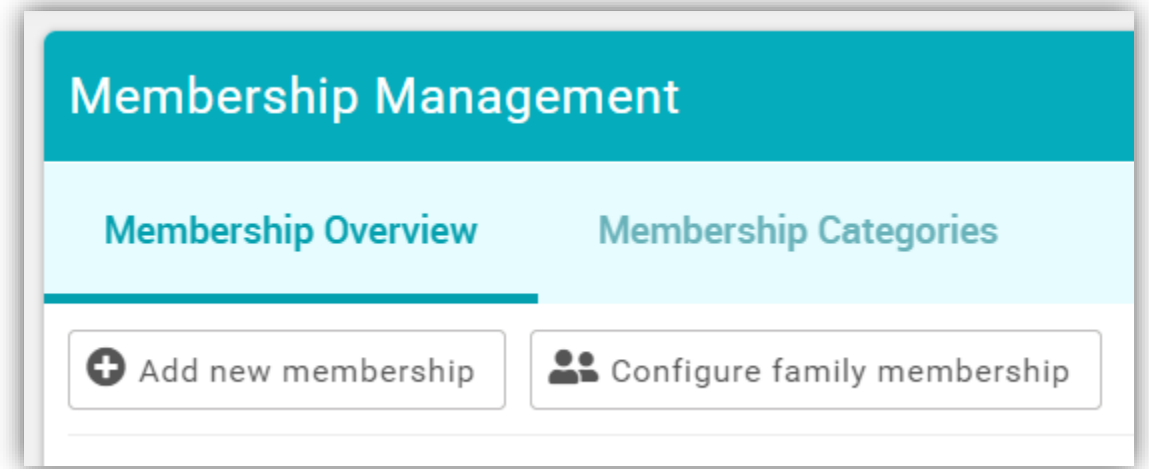 Membership Management
Membership Overview Membership Categories
Add new membership Configure family membership